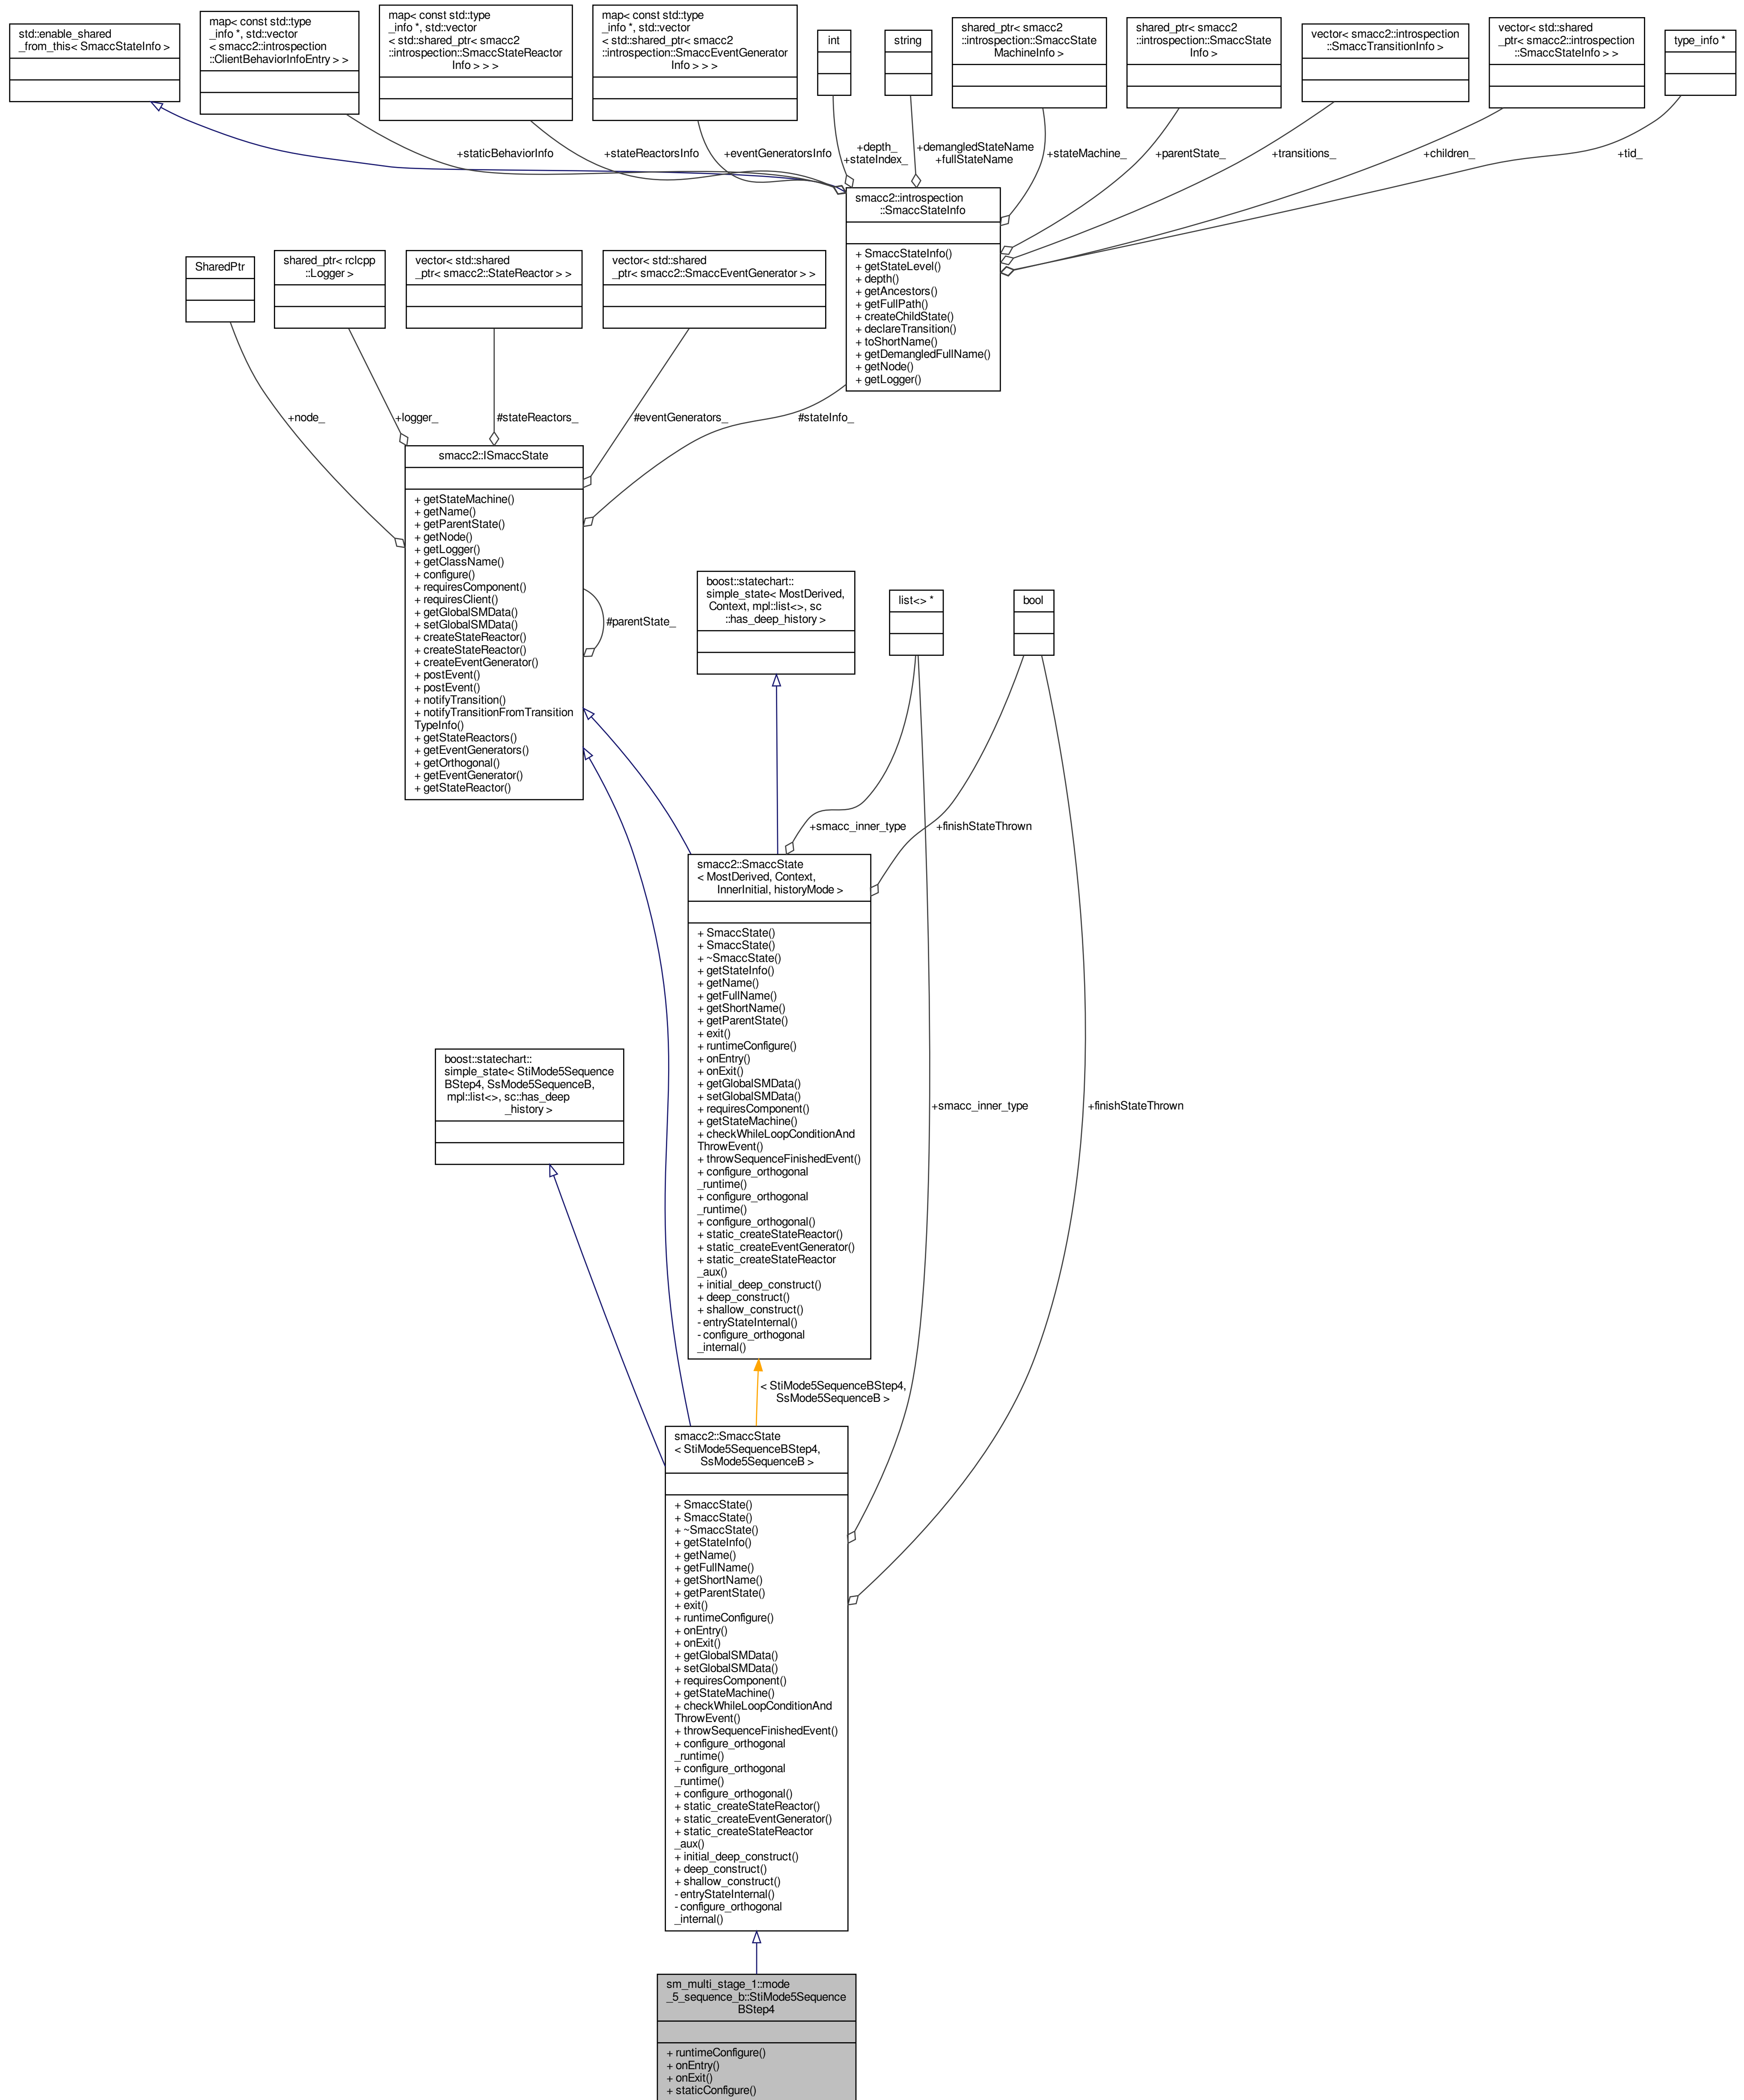 std::enable_shared
_from_this< SmaccStateInfo >
map< const std::type
_info *, std::vector
< smacc2::introspection
::ClientBehaviorInfoEntry > >
map< const std::type
_info *, std::vector
< std::shared_ptr< smacc2
::introspection::SmaccStateReactor
Info > > >
map< const std::type
_info *, std::vector
< std::shared_ptr< smacc2
::introspection::SmaccEventGenerator
Info > > >
int
string
shared_ptr< smacc2
::introspection::SmaccState
MachineInfo >
shared_ptr< smacc2
::introspection::SmaccState
Info >
vector< smacc2::introspection
::SmaccTransitionInfo >
vector< std::shared
_ptr< smacc2::introspection
::SmaccStateInfo > >
type_info *
+staticBehaviorInfo
+stateReactorsInfo
+eventGeneratorsInfo
+depth_
+stateIndex_
+demangledStateName
+fullStateName
+stateMachine_
+parentState_
+transitions_
+children_
+tid_
smacc2::introspection
::SmaccStateInfo
+ SmaccStateInfo()
+ getStateLevel()
+ depth()
+ getAncestors()
+ getFullPath()
+ createChildState()
+ declareTransition()
+ toShortName()
+ getDemangledFullName()
+ getNode()
+ getLogger()
SharedPtr
shared_ptr< rclcpp
::Logger >
vector< std::shared
_ptr< smacc2::StateReactor > >
vector< std::shared
_ptr< smacc2::SmaccEventGenerator > >
+node_
+logger_
#stateReactors_
#eventGenerators_
#stateInfo_
smacc2::ISmaccState
+ getStateMachine()
+ getName()
+ getParentState()
+ getNode()
+ getLogger()
+ getClassName()
+ configure()
+ requiresComponent()
+ requiresClient()
+ getGlobalSMData()
+ setGlobalSMData()
+ createStateReactor()
+ createStateReactor()
+ createEventGenerator()
+ postEvent()
+ postEvent()
+ notifyTransition()
+ notifyTransitionFromTransition
TypeInfo()
+ getStateReactors()
+ getEventGenerators()
+ getOrthogonal()
+ getEventGenerator()
+ getStateReactor()
#parentState_
boost::statechart::
simple_state< MostDerived,
Context, mpl::list<>, sc
::has_deep_history >
list<> *
bool
+smacc_inner_type
+finishStateThrown
smacc2::SmaccState
< MostDerived, Context,
InnerInitial, historyMode >
+ SmaccState()
+ SmaccState()
+ ~SmaccState()
+ getStateInfo()
+ getName()
+ getFullName()
+ getShortName()
+ getParentState()
+ exit()
+ runtimeConfigure()
+ onEntry()
+ onExit()
+ getGlobalSMData()
+ setGlobalSMData()
+ requiresComponent()
+ getStateMachine()
+ checkWhileLoopConditionAnd
ThrowEvent()
+ throwSequenceFinishedEvent()
+ configure_orthogonal
_runtime()
+ configure_orthogonal
_runtime()
+ configure_orthogonal()
+ static_createStateReactor()
+ static_createEventGenerator()
+ static_createStateReactor
_aux()
+ initial_deep_construct()
+ deep_construct()
+ shallow_construct()
- entryStateInternal()
- configure_orthogonal
_internal()
boost::statechart::
simple_state< StiMode5Sequence
BStep4, SsMode5SequenceB,
mpl::list<>, sc::has_deep
_history >
+smacc_inner_type
+finishStateThrown
< StiMode5SequenceBStep4,
SsMode5SequenceB >
smacc2::SmaccState
< StiMode5SequenceBStep4,
SsMode5SequenceB >
+ SmaccState()
+ SmaccState()
+ ~SmaccState()
+ getStateInfo()
+ getName()
+ getFullName()
+ getShortName()
+ getParentState()
+ exit()
+ runtimeConfigure()
+ onEntry()
+ onExit()
+ getGlobalSMData()
+ setGlobalSMData()
+ requiresComponent()
+ getStateMachine()
+ checkWhileLoopConditionAnd
ThrowEvent()
+ throwSequenceFinishedEvent()
+ configure_orthogonal
_runtime()
+ configure_orthogonal
_runtime()
+ configure_orthogonal()
+ static_createStateReactor()
+ static_createEventGenerator()
+ static_createStateReactor
_aux()
+ initial_deep_construct()
+ deep_construct()
+ shallow_construct()
- entryStateInternal()
- configure_orthogonal
_internal()
sm_multi_stage_1::mode
_5_sequence_b::StiMode5Sequence
BStep4
+ runtimeConfigure()
+ onEntry()
+ onExit()
+ staticConfigure()